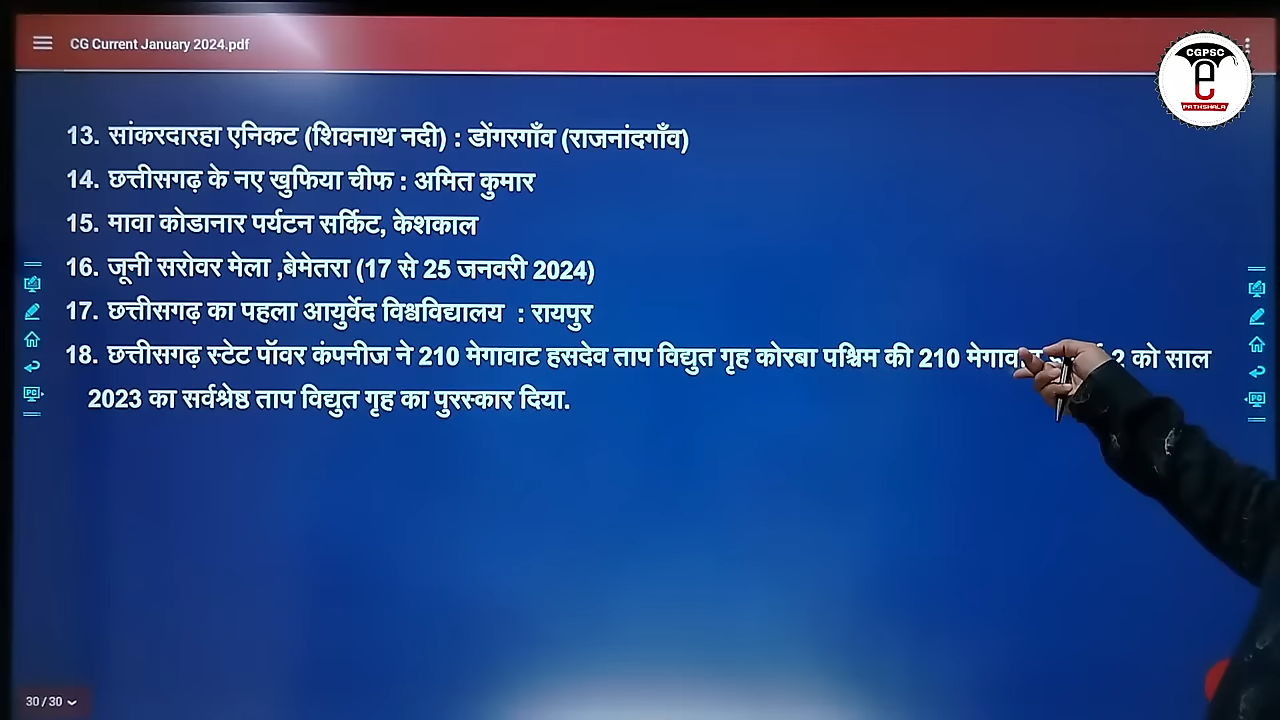 CG Current January 2024.pdf
CGPSC
e
PATHSHALA
13. सांकरदारहा एनिकट (शिवनाथ नदी) : डोंगरगाँव (राजनांदगाँव)
14. छत्तीसगढ़ के नए खुफिया चीफ : अमित कुमार
15. मावा कोडानार पर्यटन सर्किट, केशकाल
16. जूनी सरोवर मेला ,बेमेतरा (17 से 25 जनवरी 2024)
17. छत्तीसगढ़ का पहला आयुर्वेद विश्वविद्यालय : रायपुर
18. छत्तीसगढ़ स्टेट पॉवर कंपनीज ने 210 मेगावाट हसदेव ताप विद्युत गृह कोरबा पश्चिम की 210 2 को साल
2023 का सर्वश्रेष्ठ ताप विद्युत गृह का पुरस्कार दिया.
PC
PC
30 / 30